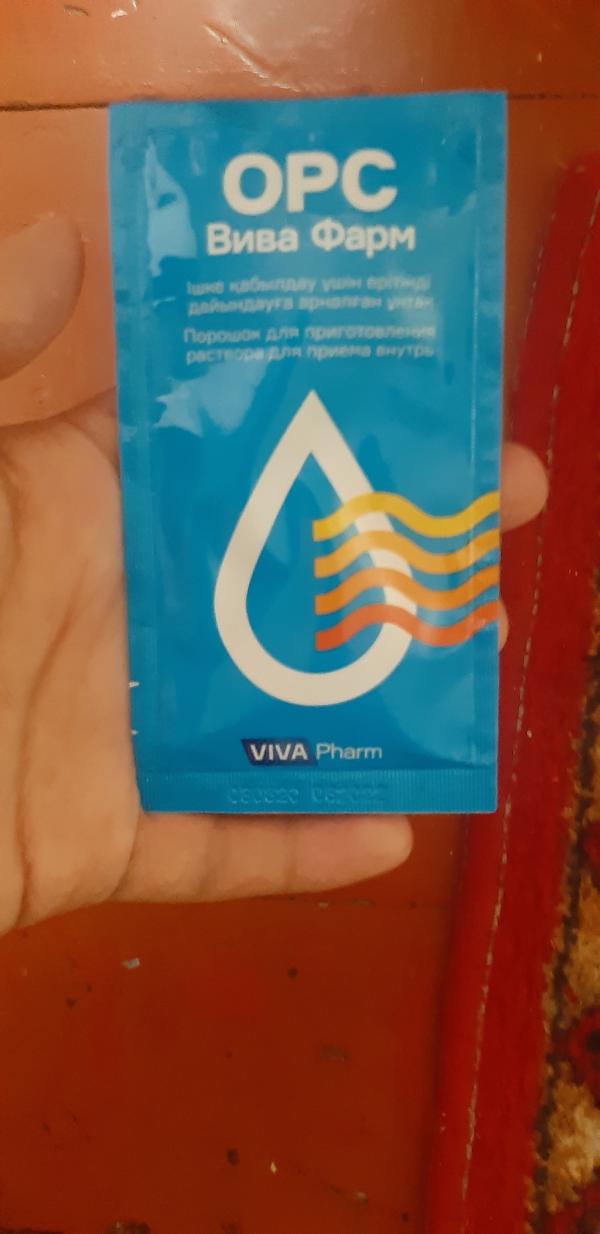 ОРС
Вива Фарм
Ішке қабылдау үшін ерітінді
дайындауға арналған ұнтақ
Порошок для приготовления
раствора для приема внутрь
VIVA Pharm